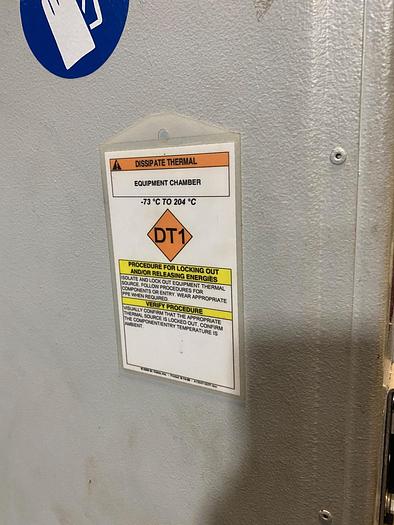 DISSIPATE THERMAL
EQUIPMENT CHAMBER
-73 °C TO 204 °C
DT1
PROCEDURE FOR LOCKING OUT
AND/OR RELEASING ENERGIES
ISOLATE AND LOCK OUT EQUIPMENT THERMAL
SOURCE. FOLLOW PROCEDURES FOR
COMPONENTS OR ENTRY. WEAR APPROPRIATE
PPE WHEN REQUIRED.
VERIFY PROCEDURE
VISUALLY CONFIRM THAT THE APPROPRIATE
THERMAL SOURCE IS LOCKED OUT. CONFIRM
THE COMPONENT/ENTRY TEMPERATURE IS
AMBIENT.